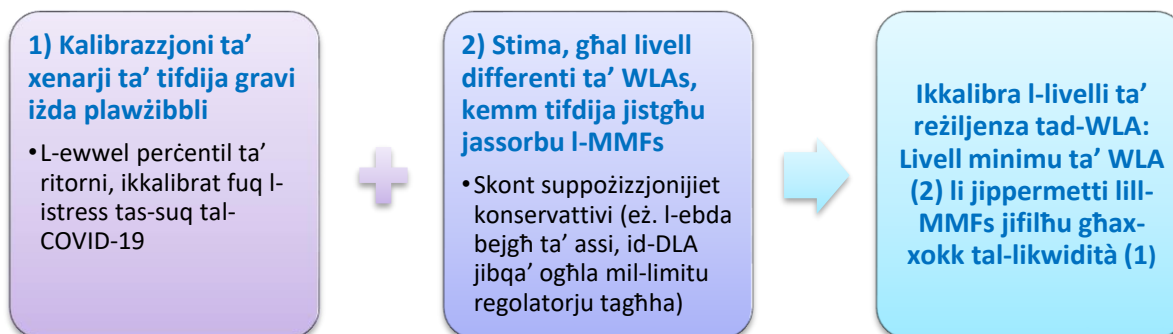 1) Kalibrazzjoni ta’
xenarji ta’ tifdija gravi
iżda plawżibbli
• L-ewwel perċentil ta’
ritorni, ikkalibrat fuq l-
istress tas-suq tal-
COVID-19
2) Stima, għal livell
differenti ta’ WLAs,
kemm tifdija jistgħu
jassorbu l-MMFs
• Skont suppożizzjonijiet
konservattivi (eż. l-ebda
bejgħ ta’ assi, id-DLA
jibqa’ ogħla mil-limitu
regolatorju tagħha)
Ikkalibra l-livelli ta’
reżiljenza tad-WLA:
Livell minimu ta’ WLA
(2) li jippermetti lill-
MMFs jifilħu għax-
xokk tal-likwidità (1)